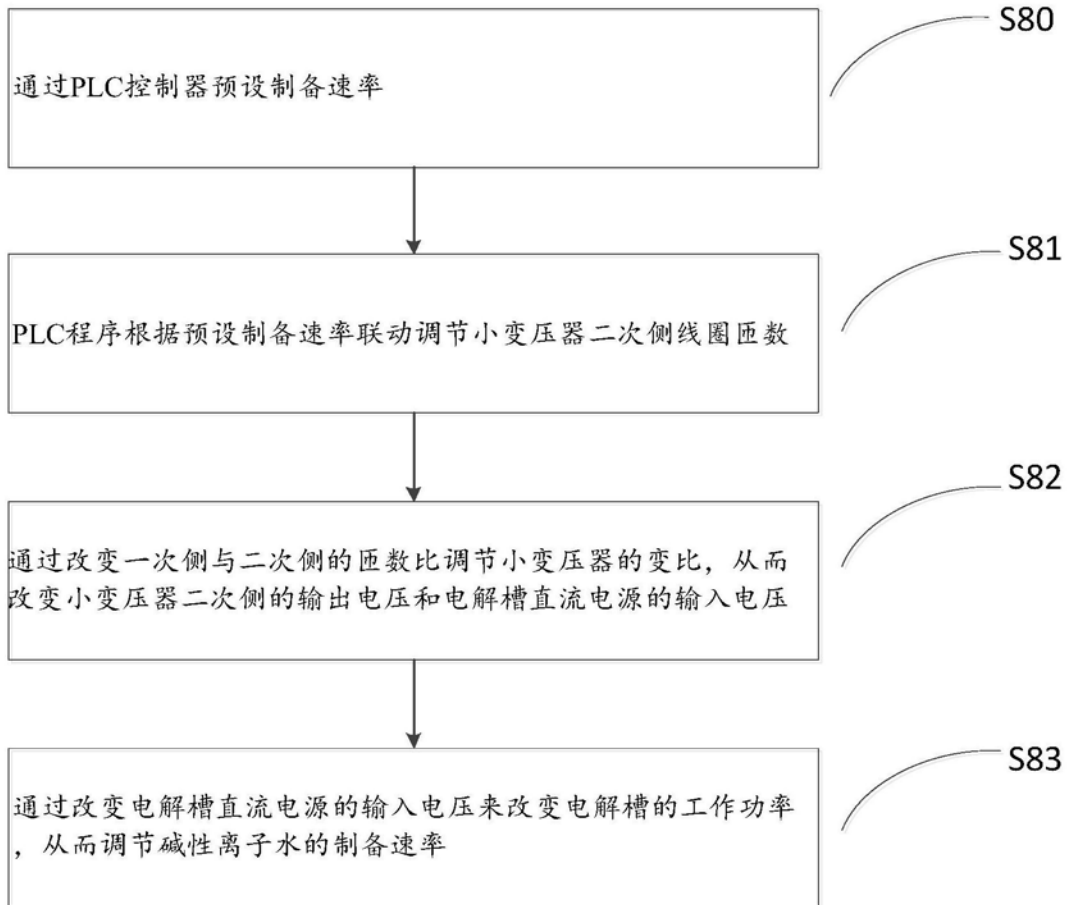 S80
通过PLC控制器预设制备速率
S81
PLC程序根据预设制备速率联动调节小变压器二次侧线圈匝数
S82
通过改变一次侧与二次侧的匝数比调节小变压器的变比，从而
改变小变压器二次侧的输出电压和电解槽直流电源的输入电压
S83
通过改变电解槽直流电源的输入电压来改变电解槽的工作功率
，从而调节碱性离子水的制备速率